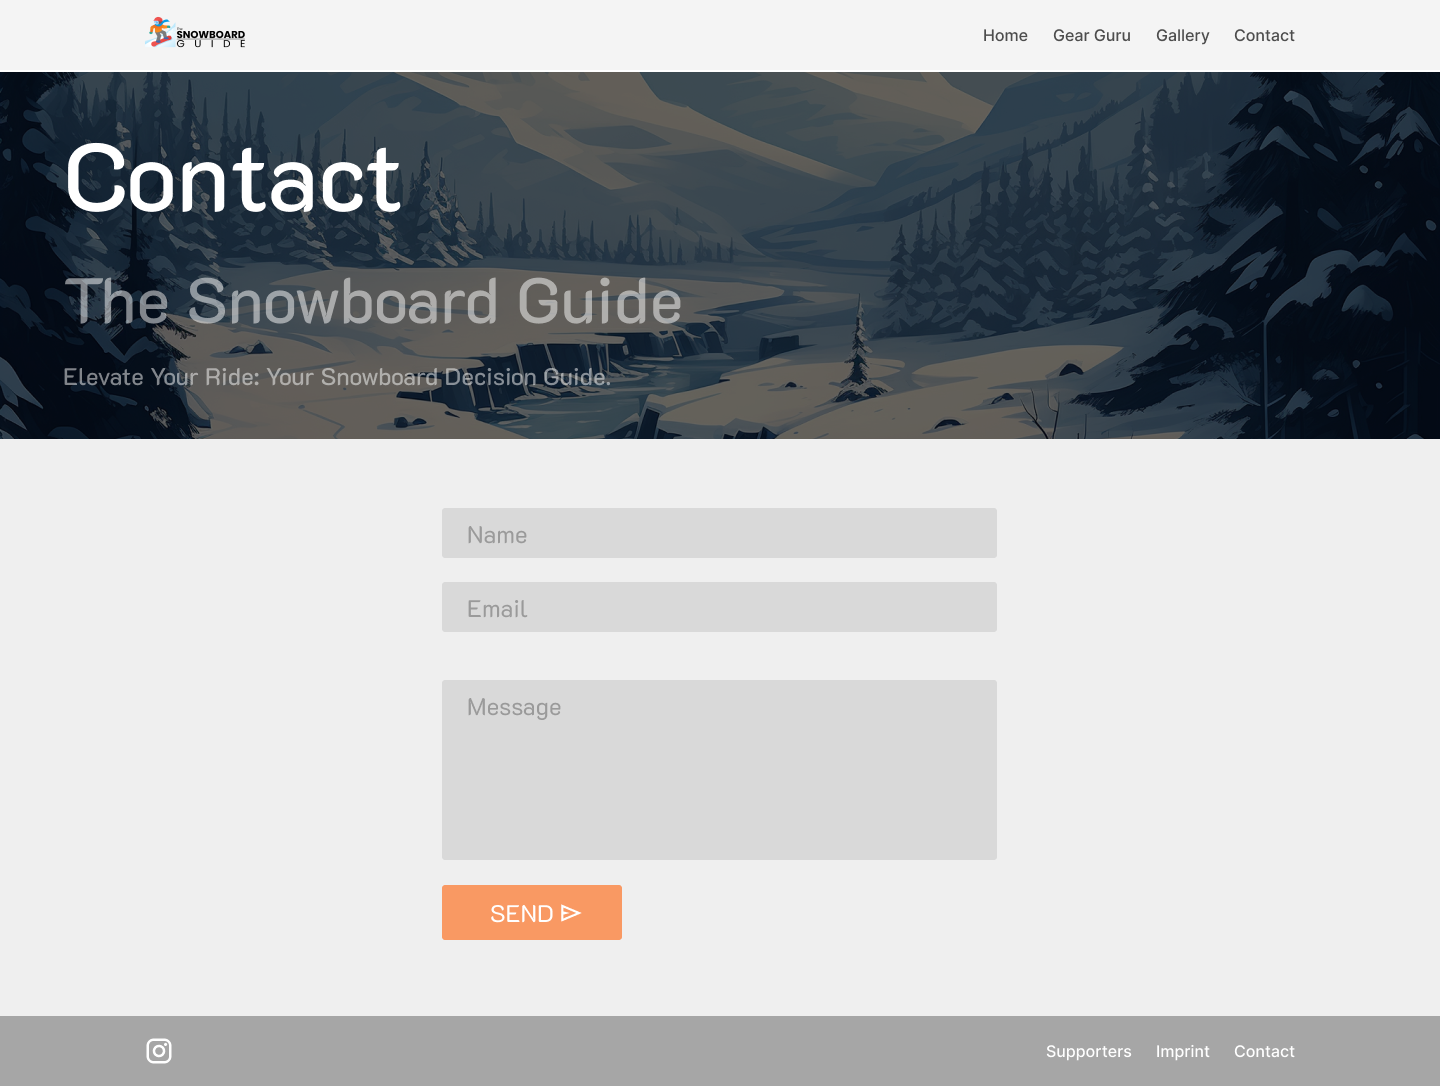 SNOWBOARD
GUIDE
Home Gear Guru Gallery Contact
Contact
The Snowboard Guide
Elevate Your Ride: Your Snowboard Decision Guide.
Name
Email
Message
SEND
Supporters Imprint Contact